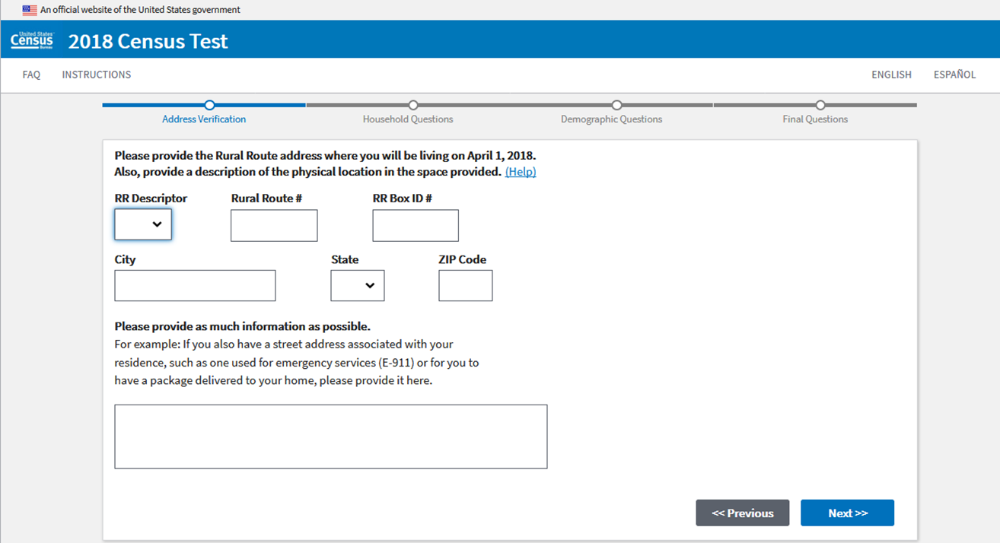 An official website of the United States government
United States
Census
Bureau
2018 Census Test
FAQ INSTRUCTIONS ENGLISH ESPAÑOL
Address Verification Household Questions Demographic Questions Final Questions
Please provide the Rural Route address where you will be living on April 1, 2018.
Also, provide a description of the physical location in the space provided. (Help)
RR Descriptor Rural Route # RR Box ID #
City State ZIP Code
Please provide as much information as possible.
For example: If you also have a street address associated with your
residence, such as one used for emergency services (E-911) or for you to
have a package delivered to your home, please provide it here.
<< Previous Next >>